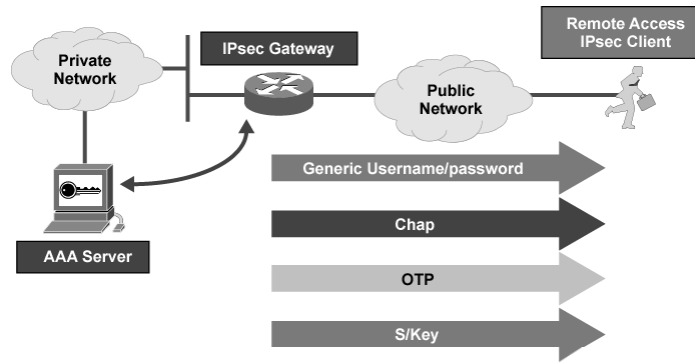 Remote Access
IPsec Client
IPsec Gateway
Private
Network
Public
Network
Generic Username/password
Chap
AAA Server
OTP
S/Key